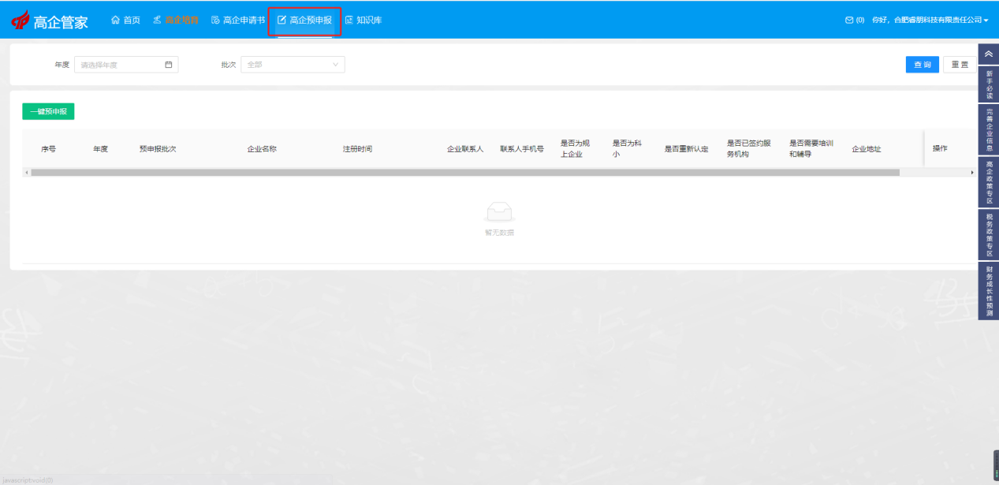 高企管家
首页
高企培育
高企申请书
高企预申报
知识库
(0)
你好，合肥睿朋科技有限责任公司
年度
请选择年度
批次
全部
查 询
重 置
一键预申报
序号
年度
预申报批次
企业名称
注册时间
企业联系人
联系人手机号
是否为规
上企业
是否为科
小
是否重新认定
是否已签约服
务机构
是否需要培训
和辅导
企业地址
操作
暂无数据
新手必读
完善企业信息
高企政策专区
税务政策专区
财务成长性预测
javascript:void(0)